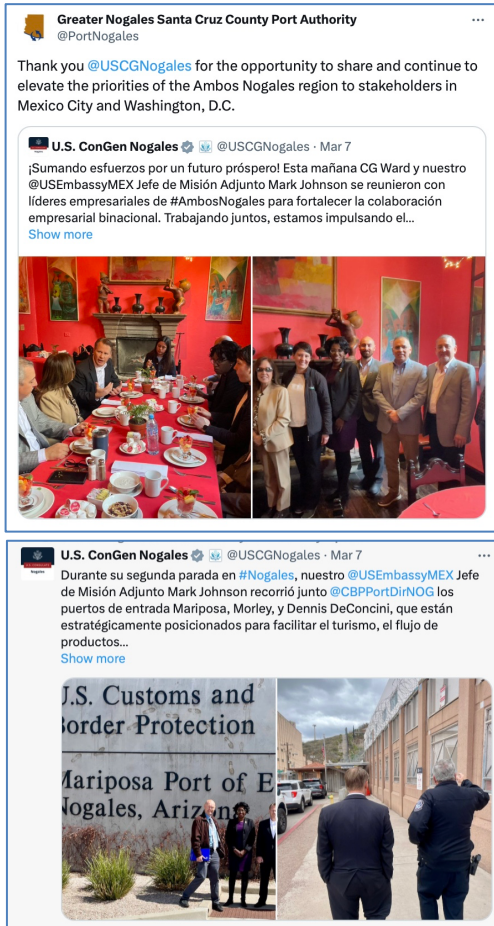 Greater Nogales Santa Cruz County Port Authority
@PortNogales
Thank you @USCGNogales for the opportunity to share and continue to
elevate the priorities of the Ambos Nogales region to stakeholders in
Mexico City and Washington, D.C.
U.S. ConGen Nogales @USCGNogales · Mar 7
¡Sumando esfuerzos por un futuro próspero! Esta mañana CG Ward y nuestro
@USEmbassyMEX Jefe de Misión Adjunto Mark Johnson se reunieron con
líderes empresariales de #AmbosNogales para fortalecer la colaboración
empresarial binacional. Trabajando juntos, estamos impulsando el...
Show more
U.S. ConGen Nogales @USCGNogales · Mar 7
Durante su segunda parada en #Nogales, nuestro @USEmbassyMEX Jefe
de Misión Adjunto Mark Johnson recorrió junto @CBPPortDirNOG los
puertos de entrada Mariposa, Morley, y Dennis DeConcini, que están
estratégicamente posicionados para facilitar el turismo, el flujo de
productos...
Show more
U.S. Customs and
Border Protection
Mariposa Port of E
Nogales, Arizona